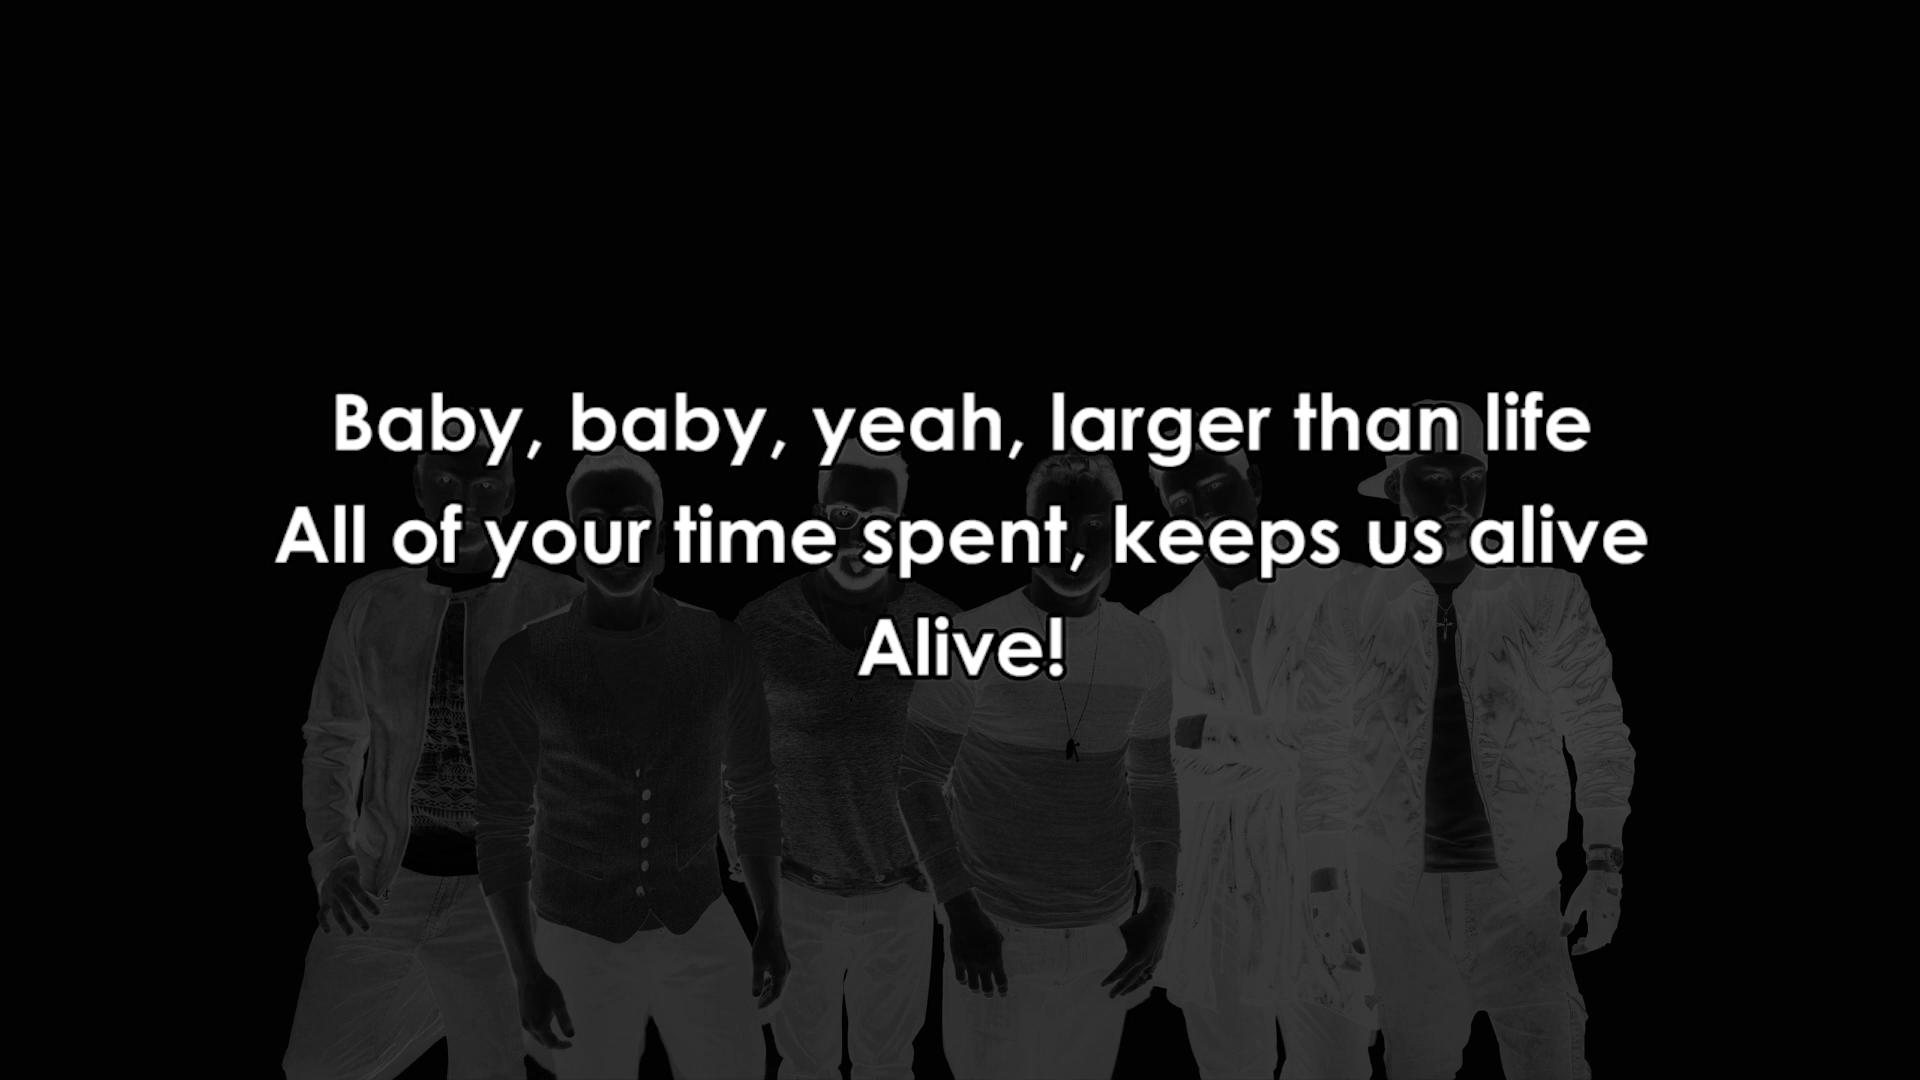 Baby, baby, yeah, larger than life
All of your time spent, keeps us alive
Alive!